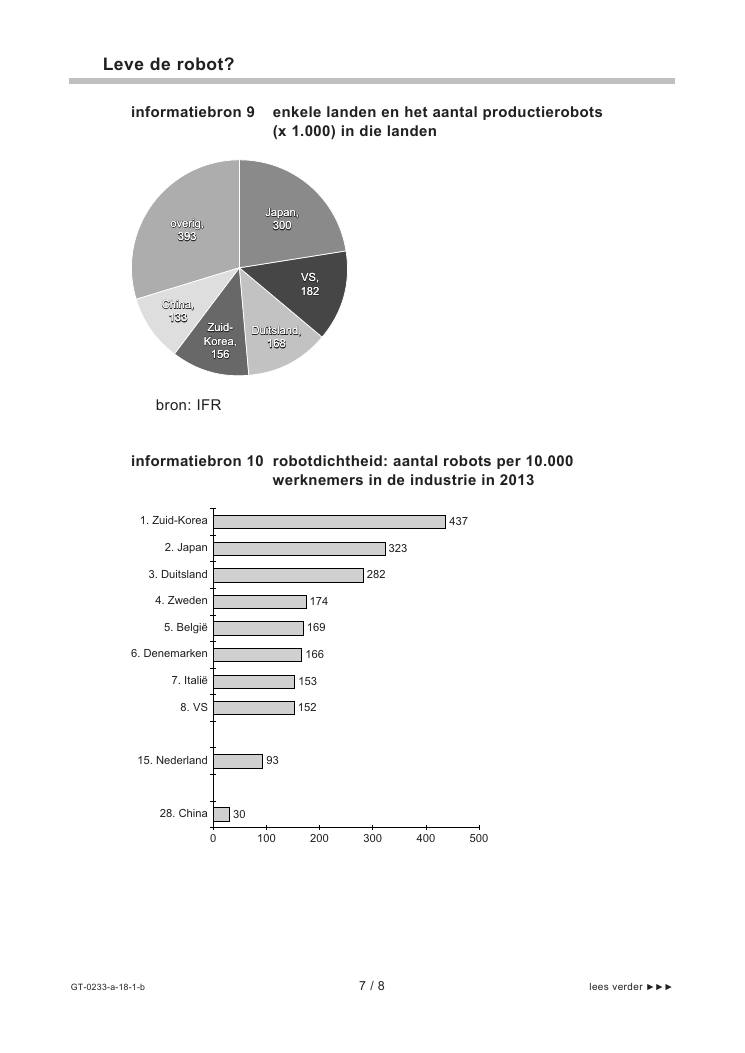 Leve de robot?
informatiebron 9 enkele landen en het aantal productierobots
(x 1.000) in die landen
overig,
393
Japan,
300
VS,
182
Duitsland,
168
Zuid-
Korea,
156
China,
133
bron: IFR
informatiebron 10 robotdichtheid: aantal robots per 10.000
werknemers in de industrie in 2013
1. Zuid-Korea 437
2. Japan 323
3. Duitsland 282
4. Zweden 174
5. België 169
6. Denemarken 166
7. Italië 153
8. VS 152
15. Nederland 93
28. China 30
0 100 200 300 400 500
GT-0233-a-18-1-b 7 / 8 lees verder ►►►